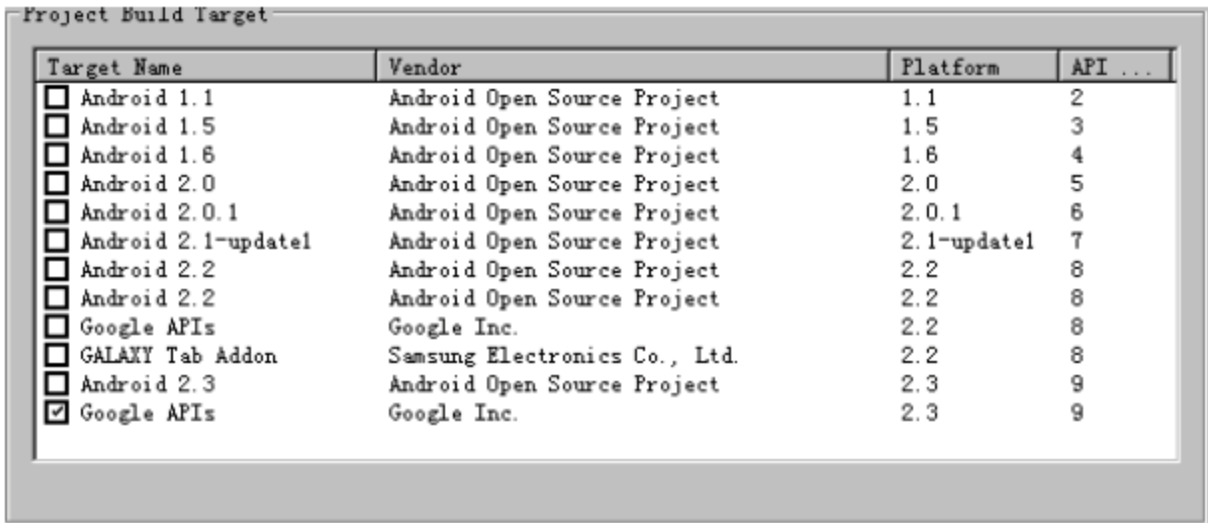 Project Build Target
Target Name Vendor Platform API ...
Android 1.1 Android Open Source Project 1.1 2
Android 1.5 Android Open Source Project 1.5 3
Android 1.6 Android Open Source Project 1.6 4
Android 2.0 Android Open Source Project 2.0 5
Android 2.0.1 Android Open Source Project 2.0.1 6
Android 2.1-update1 Android Open Source Project 2.1-update1 7
Android 2.2 Android Open Source Project 2.2 8
Android 2.2 Android Open Source Project 2.2 8
Google APIs Google Inc. 2.2 8
GALAXY Tab Addon Samsung Electronics Co., Ltd. 2.2 8
Android 2.3 Android Open Source Project 2.3 9
Google APIs Google Inc. 2.3 9